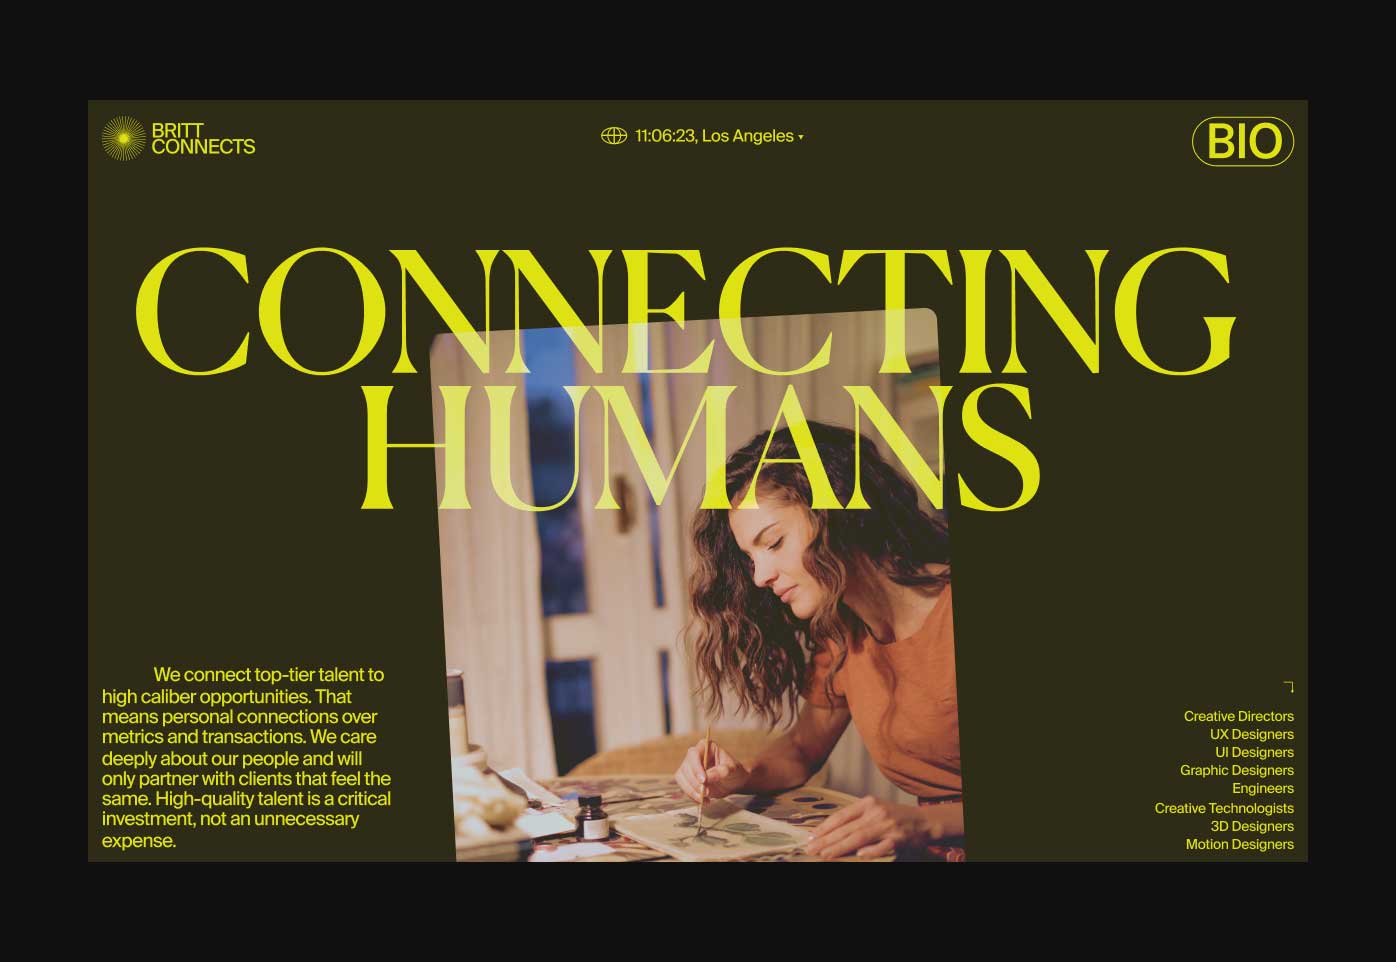 BRITT
CONNECTS
11:06:23, Los Angeles
BIO
CONNECTING
HUMANS
We connect top-tier talent to
high caliber opportunities. That
means personal connections over
metrics and transactions. We care
deeply about our people and will
only partner with clients that feel the
same. High-quality talent is a critical
investment, not an unnecessary
expense.
Creative Directors
UX Designers
UI Designers
Graphic Designers
Engineers
Creative Technologists
3D Designers
Motion Designers